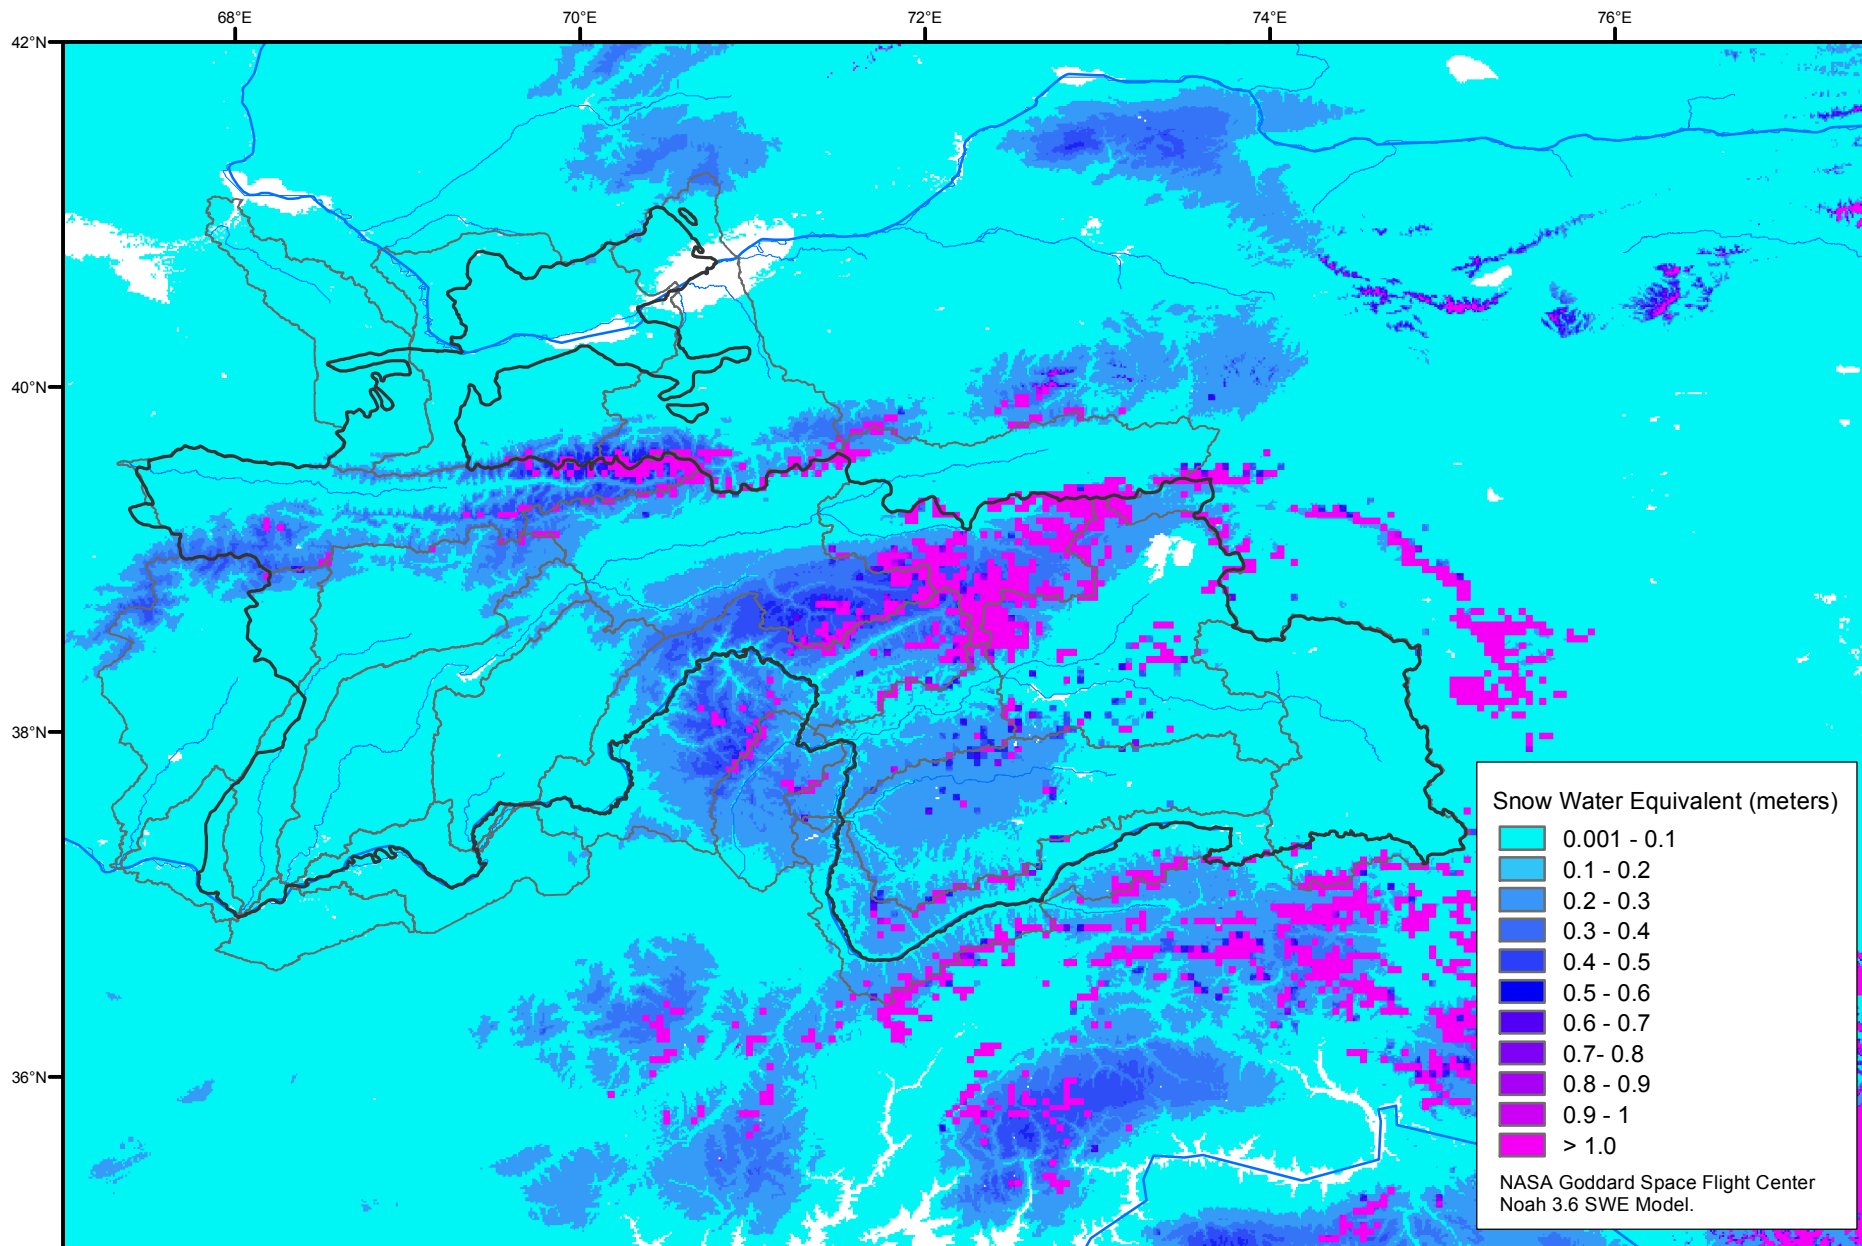 68°E 70°E 72°E 74°E 76°E
42°N
40°N
38°N
36°N
Snow Water Equivalent (meters)
0.001 - 0.1
0.1 - 0.2
0.2 - 0.3
0.3 - 0.4
0.4 - 0.5
0.5 - 0.6
0.6 - 0.7
0.7- 0.8
0.8 - 0.9
0.9 - 1
> 1.0
NASA Goddard Space Flight Center
Noah 3.6 SWE Model.